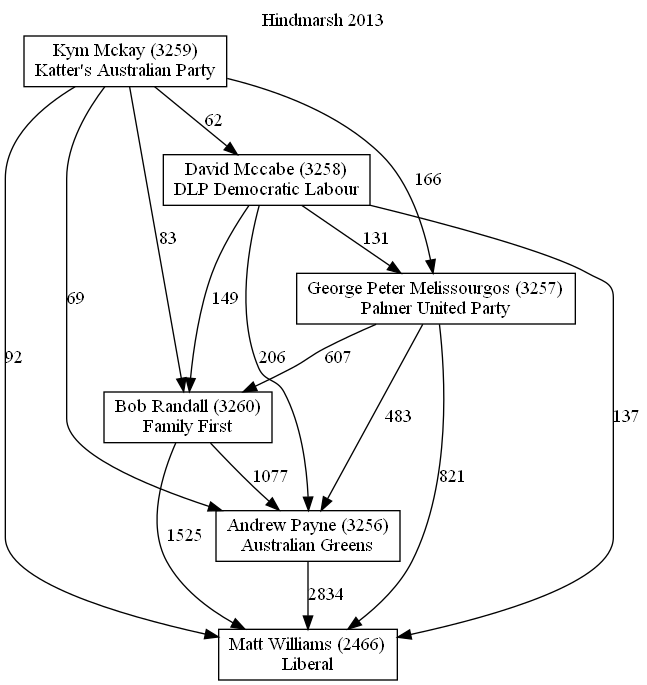 Hindmarsh 2013
Kym Mckay (3259)
Katter's Australian Party
62
David Mccabe (3258)
DLP Democratic Labour
166
83
131
George Peter Melissourgos (3257)
Palmer United Party
69
149
92
206
607
Bob Randall (3260)
Family First
483
137
1077
821
Andrew Payne (3256)
Australian Greens
1525
2834
Matt Williams (2466)
Liberal